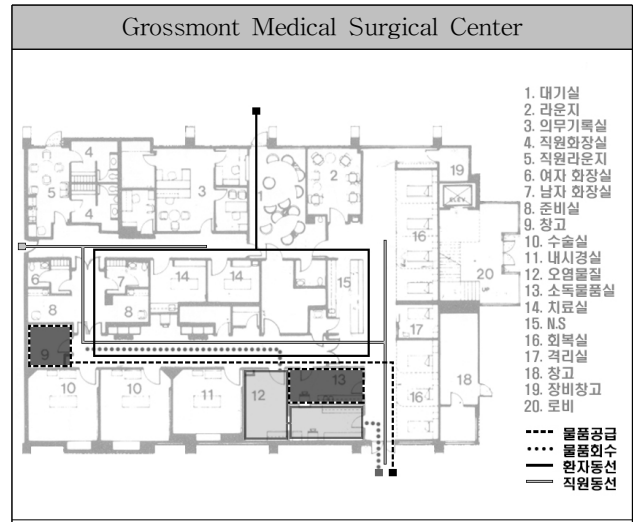 Grossmont Medical Surgical Center
1. 대기실
2. 라운지
3. 의무기록실
4. 직원화장실
5. 직원라운지
6. 여자 화장실
7. 남자 화장실
8. 준비실
9. 창고
10. 수술실
11. 내시경실
12. 오염물질
13. 소독물품실
14. 치료실
15. N.S
16. 회복실
17. 격리실
18. 창고
19. 장비창고
20. 로비
물품공급
물품회수
환자동선
직원동선
4
5
4
3
1
2
19
ELEV.
16
20
UP
6
7
8
8
14
14
15
17
9
10
10
11
12
13
16
18